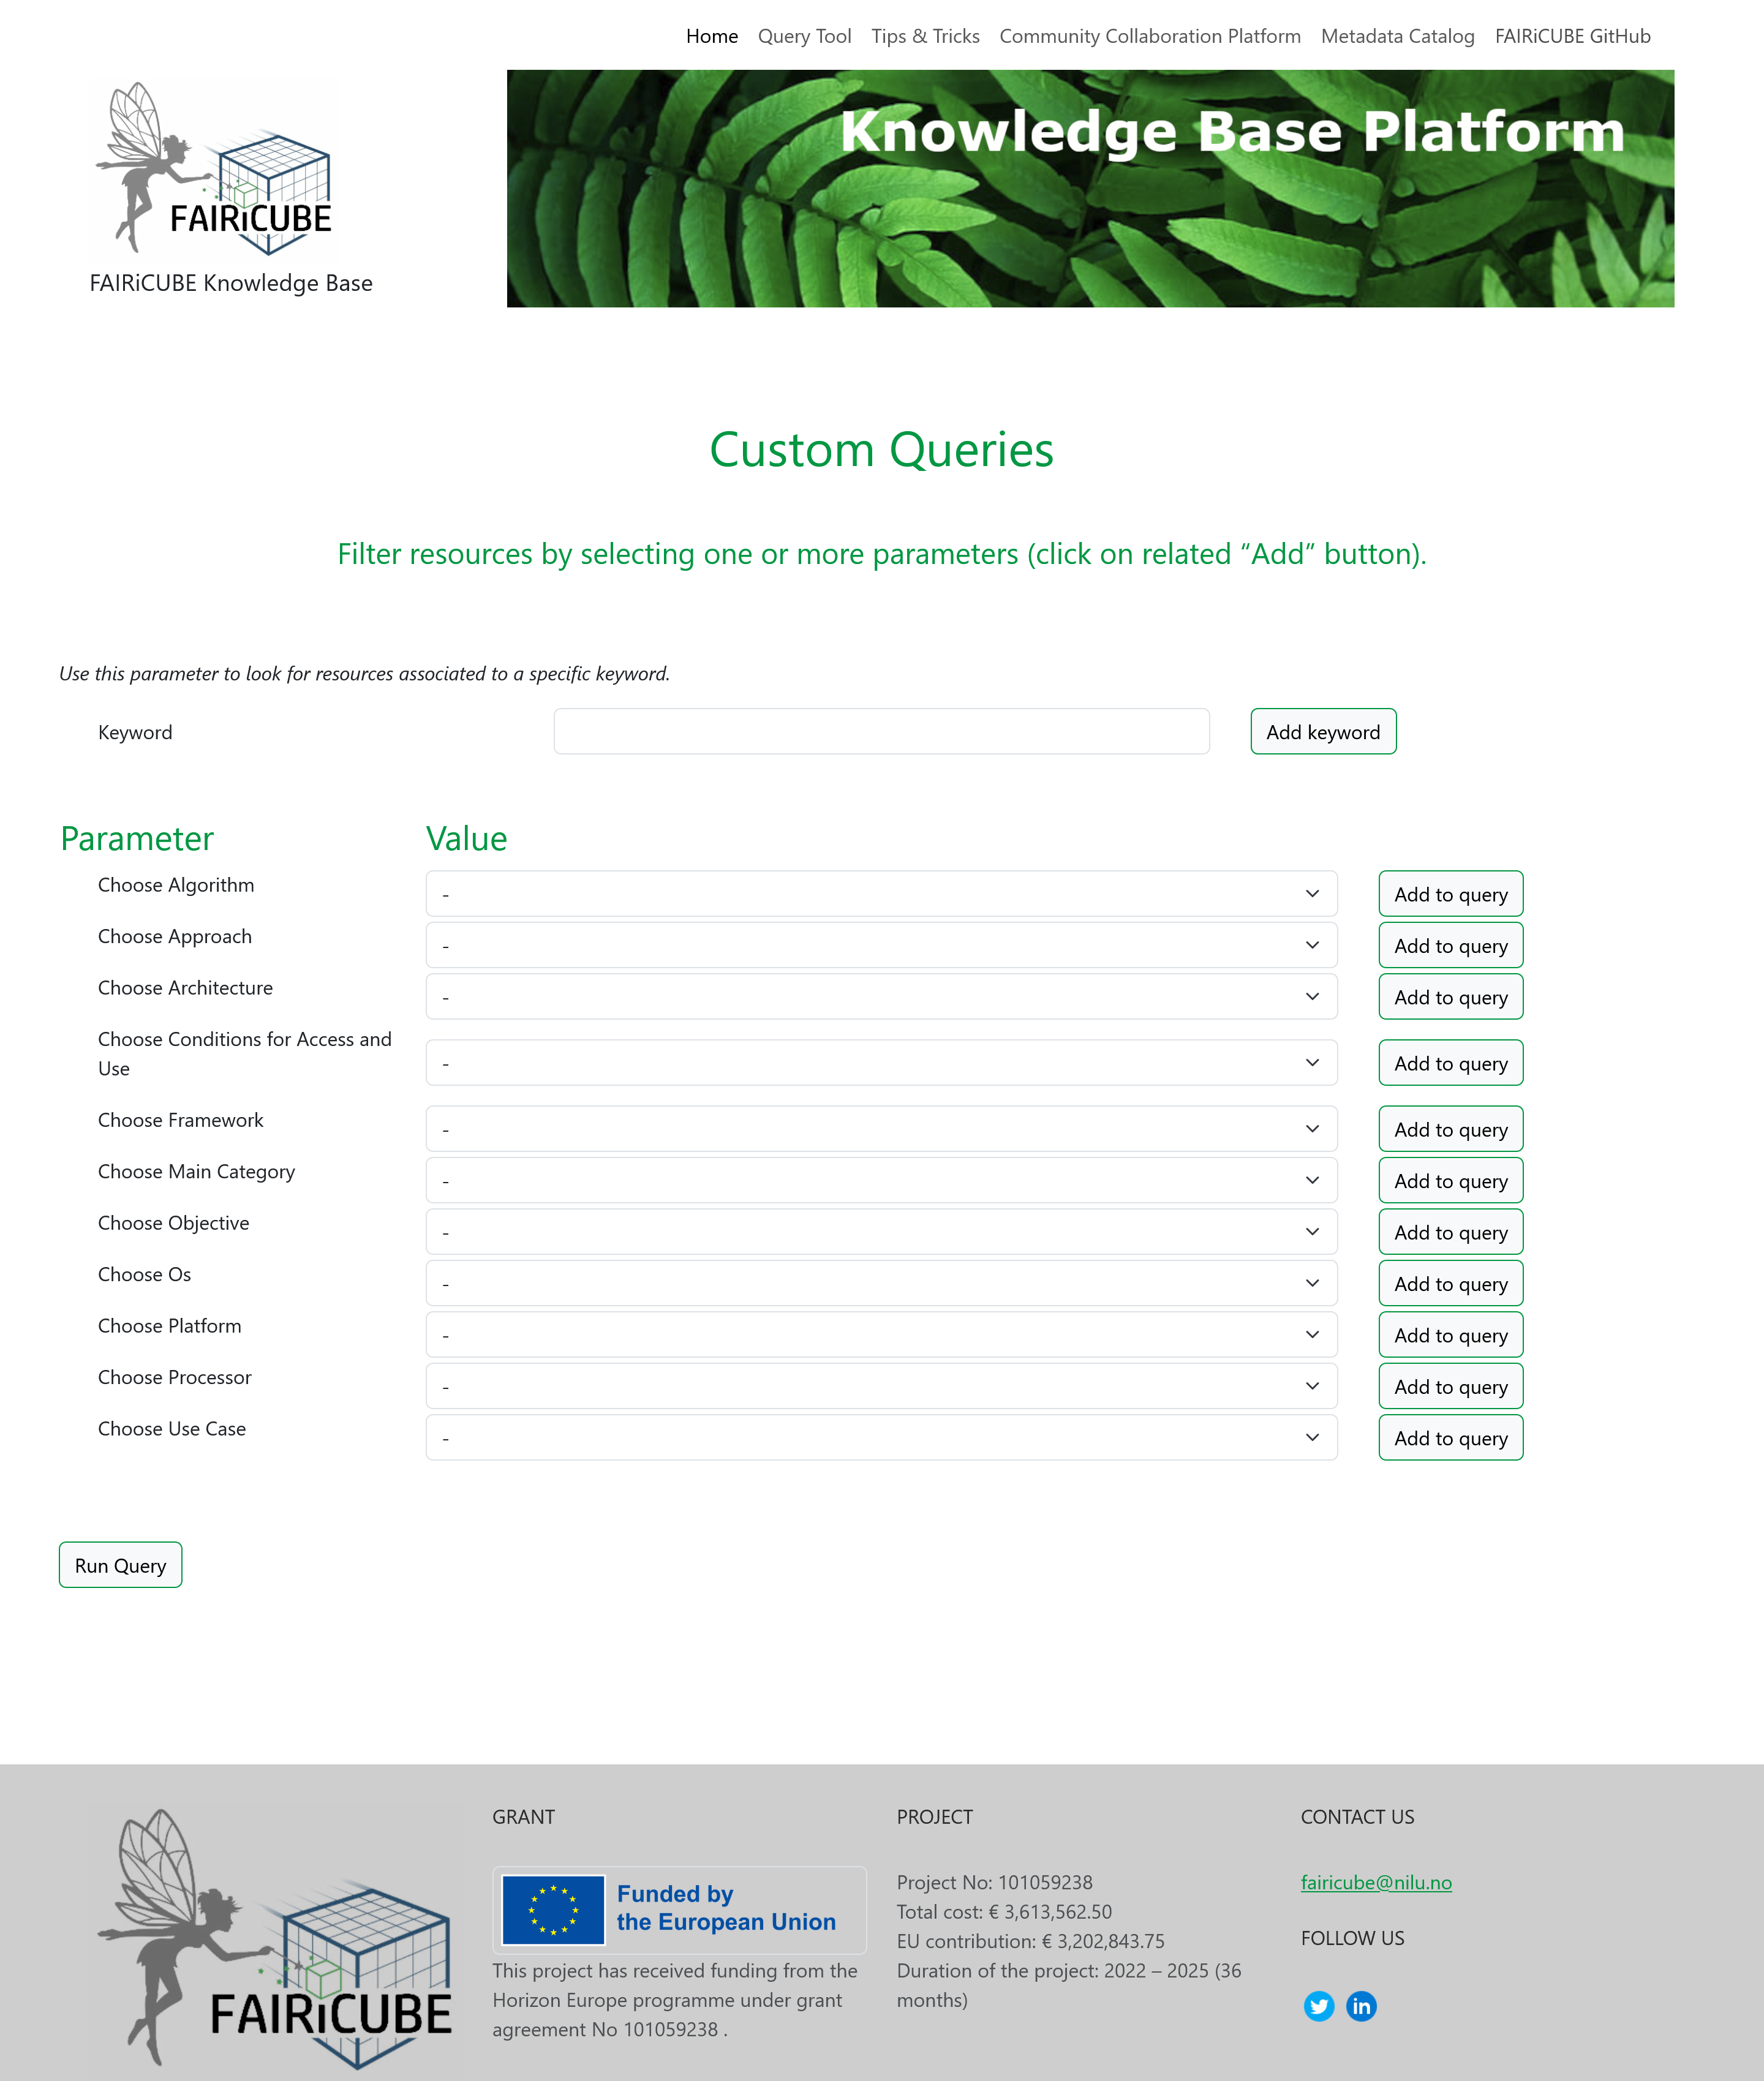 Home Query Tool Tips & Tricks Community Collaboration Platform Metadata Catalog FAIRiCUBE GitHub
Knowledge Base Platform
FAIRiCUBE
FAIRiCUBE Knowledge Base
Custom Queries
Filter resources by selecting one or more parameters (click on related “Add” button).
Use this parameter to look for resources associated to a specific keyword.
Keyword Add keyword
Parameter Value
Choose Algorithm - Add to query
Choose Approach - Add to query
Choose Architecture - Add to query
Choose Conditions for Access and
Use - Add to query
Choose Framework - Add to query
Choose Main Category - Add to query
Choose Objective - Add to query
Choose Os - Add to query
Choose Platform - Add to query
Choose Processor - Add to query
Choose Use Case - Add to query
Run Query
FAIRiCUBE
GRANT
Funded by
the European Union
This project has received funding from the
Horizon Europe programme under grant
agreement No 101059238 .
PROJECT
Project No: 101059238
Total cost: € 3,613,562.50
EU contribution: € 3,202,843.75
Duration of the project: 2022 – 2025 (36
months)
CONTACT US
fairicube@nilu.no
FOLLOW US
in